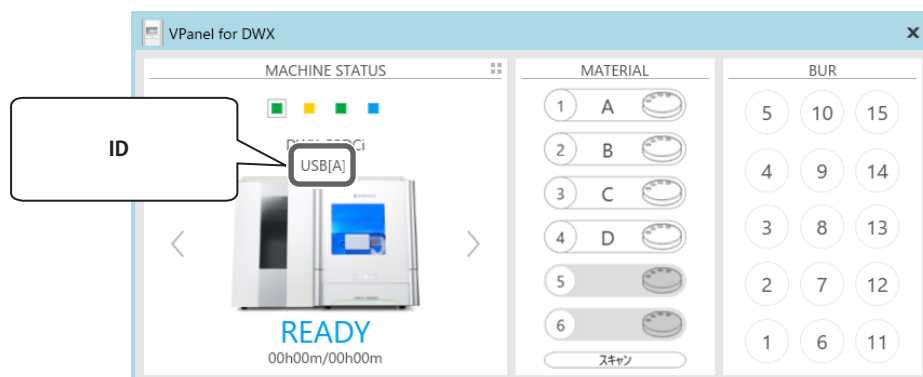 VPanel for DWX
x
MACHINE STATUS
USB[A]
READY
00h00m/00h00m
ID
MATERIAL
1 A
2 B
3 C
4 D
5
6
スキャン
BUR
5 10 15
4 9 14
3 8 13
2 7 12
1 6 11